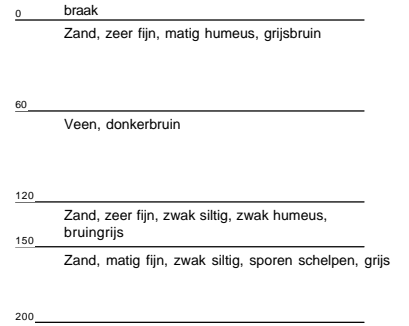 braak
0
Zand, zeer fijn, matig humeus, grijsbruin
60
Veen, donkerbruin
120
Zand, zeer fijn, zwak siltig, zwak humeus,
bruingrijs
150
Zand, matig fijn, zwak siltig, sporen schelpen, grijs
200